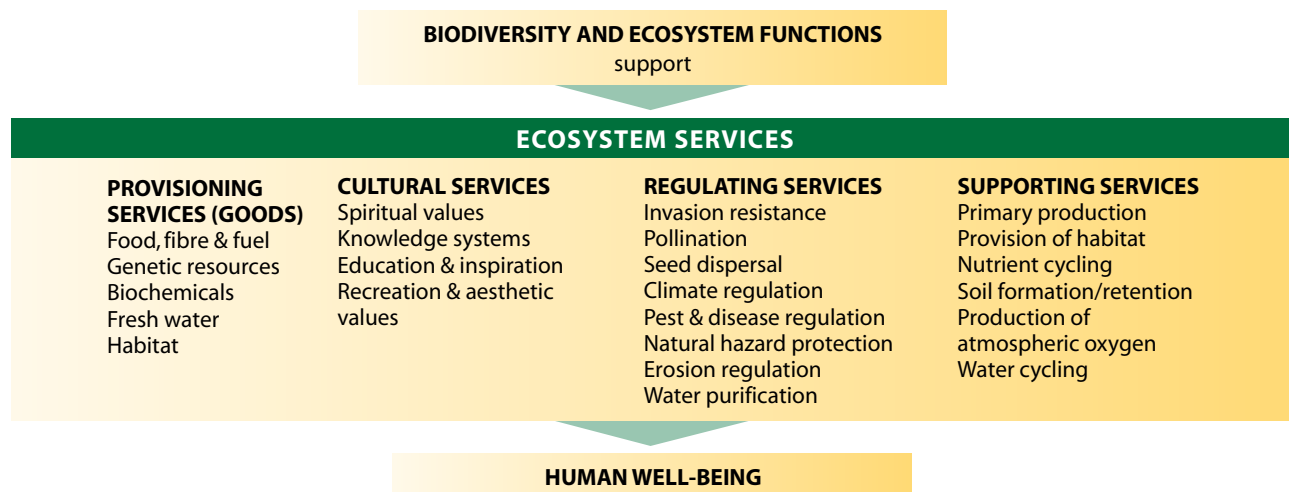 BIODIVERSITY AND ECOSYSTEM FUNCTIONS
support
ECOSYSTEM SERVICES
PROVISIONING
SERVICES (GOODS)
Food, fibre & fuel
Genetic resources
Biochemicals
Fresh water
Habitat
CULTURAL SERVICES
Spiritual values
Knowledge systems
Education & inspiration
Recreation & aesthetic
values
REGULATING SERVICES
Invasion resistance
Pollination
Seed dispersal
Climate regulation
Pest & disease regulation
Natural hazard protection
Erosion regulation
Water purification
SUPPORTING SERVICES
Primary production
Provision of habitat
Nutrient cycling
Soil formation/retention
Production of
atmospheric oxygen
Water cycling
HUMAN WELL-BEING